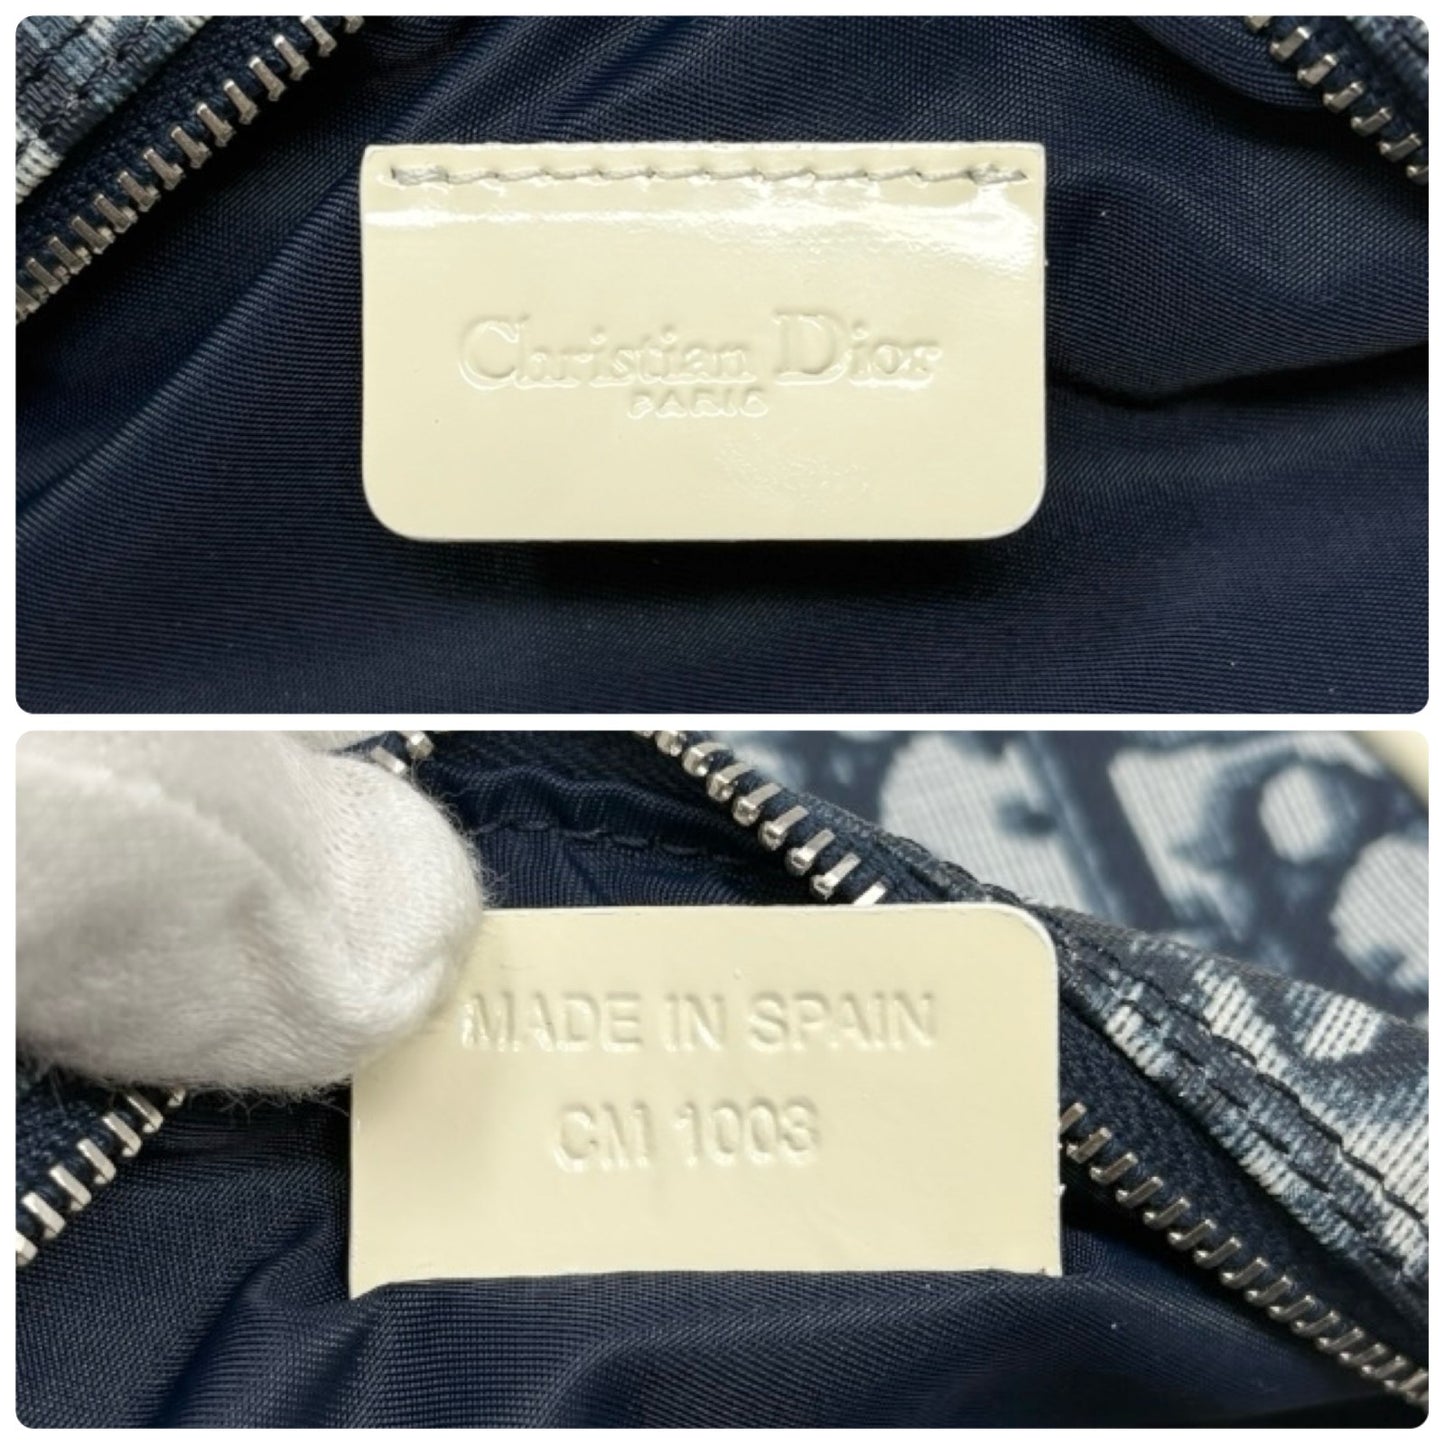 Christian Dior
PARIS
MADE IN SPAIN
CM 1003